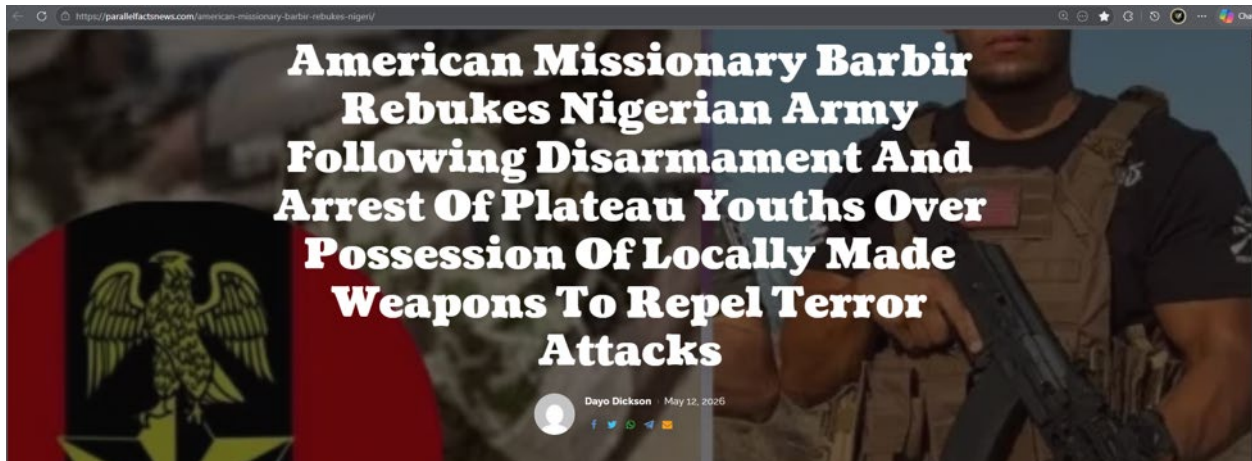 https://parallelfactsnews.com/american-missionary-barbir-rebukes-nigeri/
American Missionary Barbir
Rebukes Nigerian Army
Following Disarmament And
Arrest Of Plateau Youths Over
Possession Of Locally Made
Weapons To Repel Terror
Attacks
Dayo Dickson · May 12, 2026